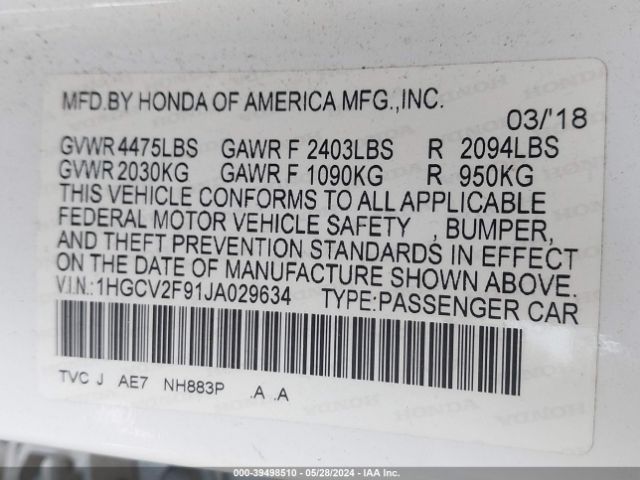 MFD.BY HONDA OF AMERICA MFG.,INC.
03/'18
GVWR 4475LBS GAWR F 2403LBS R 2094LBS
GVWR 2030KG GAWR F 1090KG R 950KG
THIS VEHICLE CONFORMS TO ALL APPLICABLE
FEDERAL MOTOR VEHICLE SAFETY , BUMPER,
AND THEFT PREVENTION STANDARDS IN EFFECT
ON THE DATE OF MANUFACTURE SHOWN ABOVE.
V.I.N.:1HGCV2F91JA029634 TYPE:PASSENGER CAR
TVC J AE7 NH883P .A .A
000-39498510 - 05/28/2024 - IAA Inc.